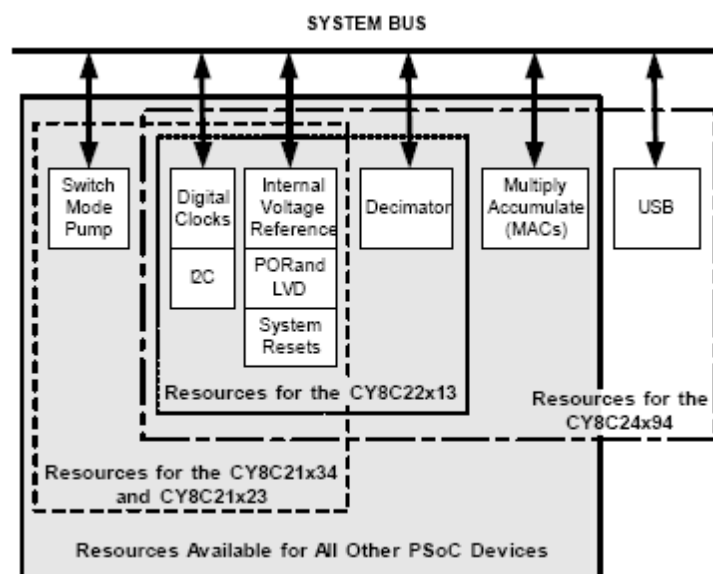 SYSTEM BUS
Switch
Mode
Pump
Digital
Clocks
I2C
Internal
Voltage
Reference
PORand
LVD
System
Resets
Decimator
Multiply
Accumulate
(MACs)
USB
Resources for the CY8C22x13
Resources for the
CY8C24x94
Resources for the CY8C21x34
and CY8C21x23
Resources Available for All Other PSoC Devices